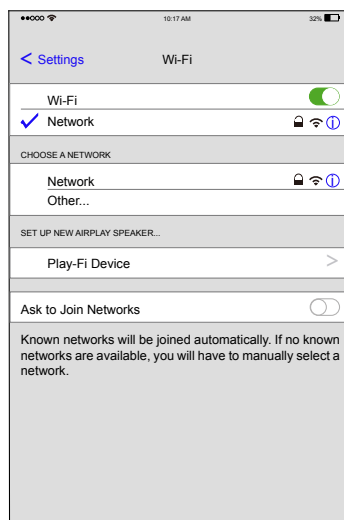 10:17 AM 32%
< Settings Wi-Fi
Wi-Fi
Network
CHOOSE A NETWORK
Network
Other...
SET UP NEW AIRPLAY SPEAKER...
Play-Fi Device >
Ask to Join Networks
Known networks will be joined automatically. If no known
networks are available, you will have to manually select a
network.